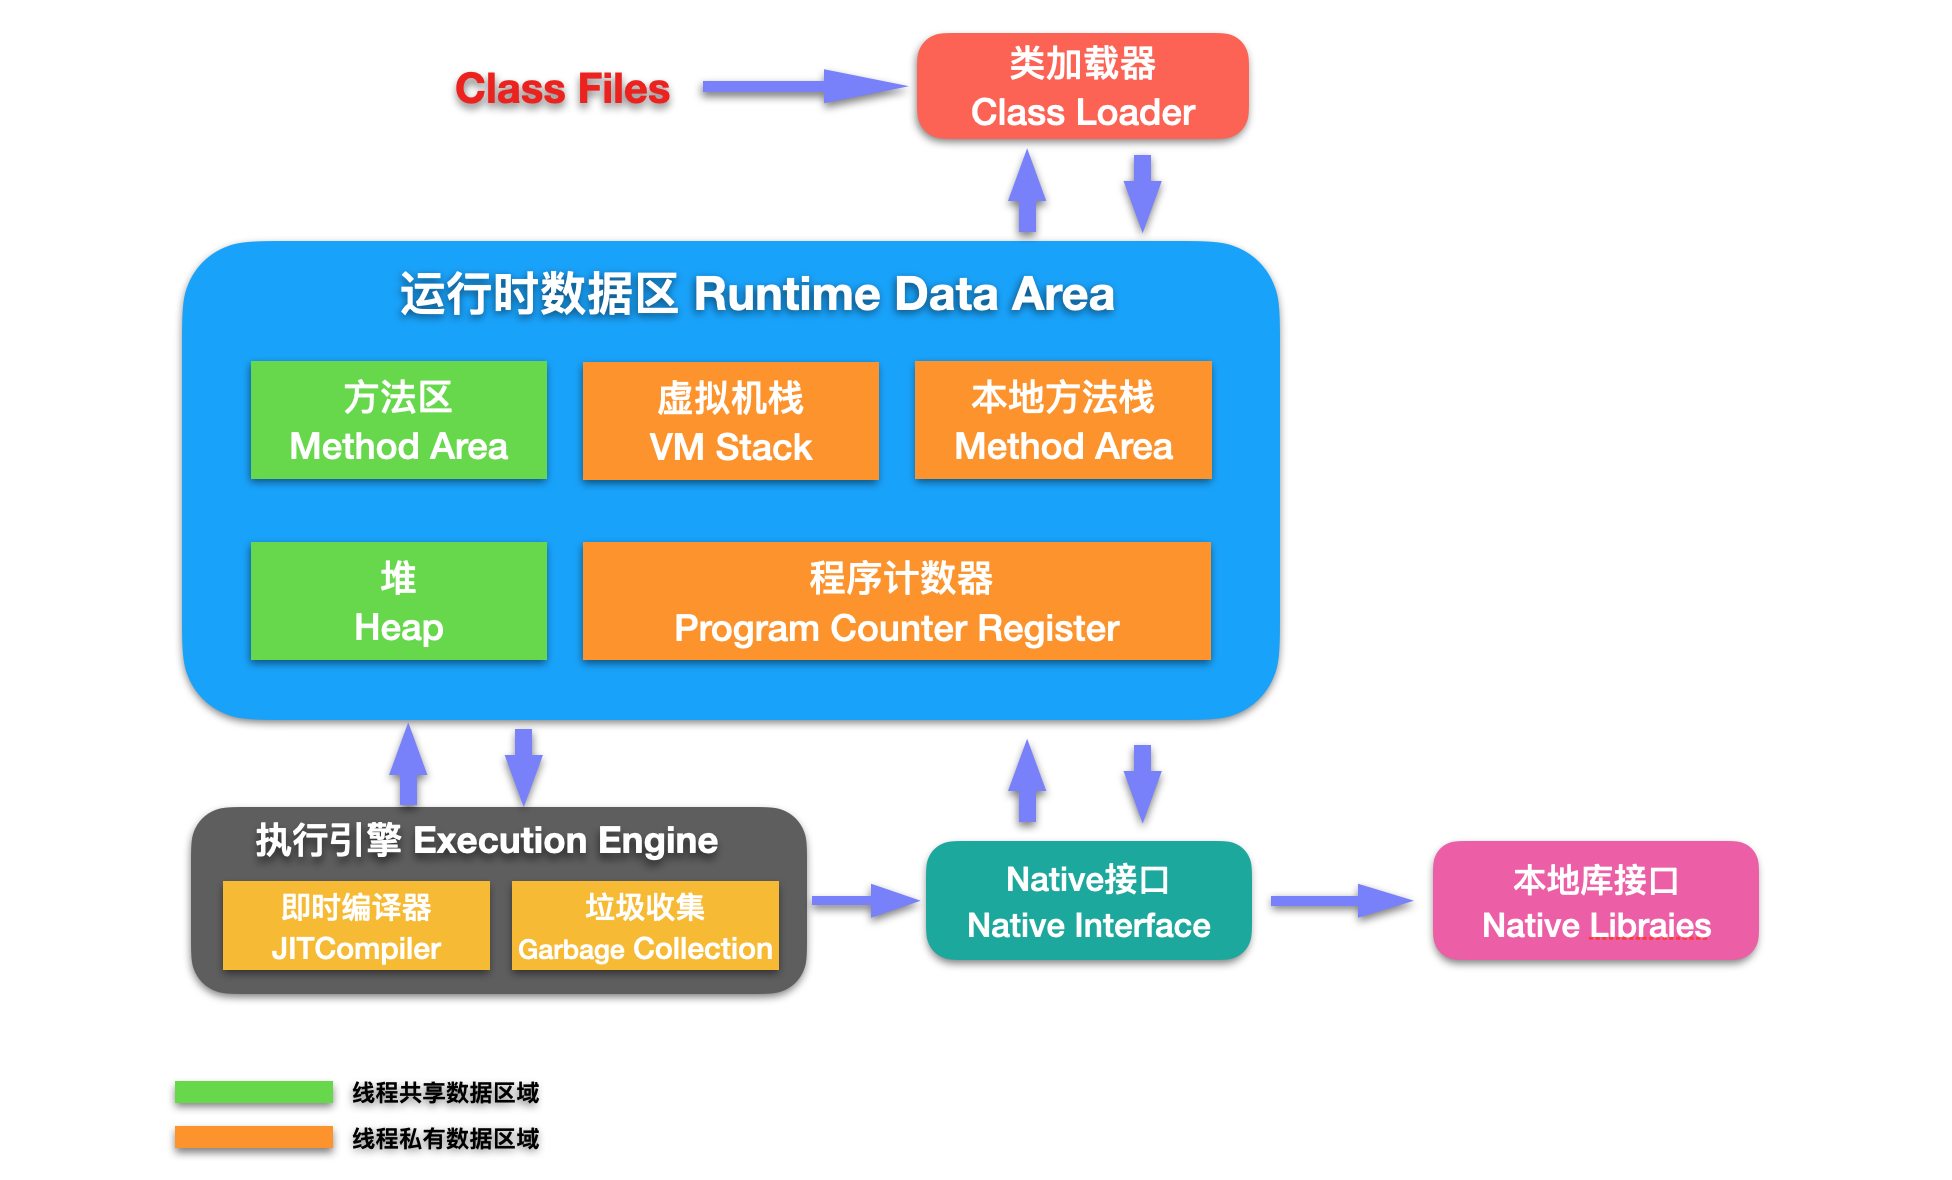 Class Files
类加载器
Class Loader
运行时数据区 Runtime Data Area
方法区
Method Area
虚拟机栈
VM Stack
本地方法栈
Method Area
堆
Heap
程序计数器
Program Counter Register
执行引擎 Execution Engine
即时编译器
JITCompiler
垃圾收集
Garbage Collection
Native接口
Native Interface
本地库接口
Native Libraies
线程共享数据区域
线程私有数据区域